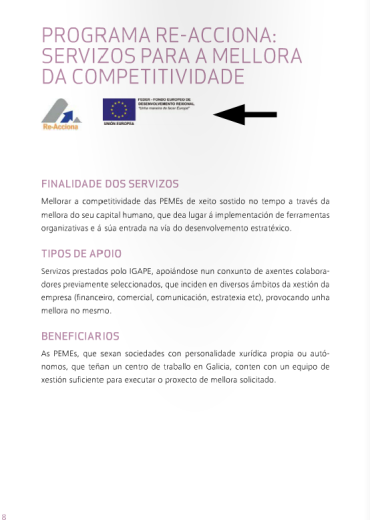 PROGRAMA RE-ACCIONA:
SERVIZOS PARA A MELLORA
DA COMPETITIVIDADE
Re-Acciona
UNIÓN EUROPEA
FEDER - FONDO EUROPEO DE
DESENVOLVEMENTO REGIONAL
"Unha maneira de facer Europa"
FINALIDADE DOS SERVIZOS
Mellorar a competitividade das PEMEs de xeito sostido no tempo a través da
mellora do seu capital humano, que dea lugar á implementación de ferramentas
organizativas e á súa entrada na vía do desenvolvemento estratéxico.
TIPOS DE APOIO
Servizos prestados polo IGAPE, apoiándose nun conxunto de axentes colabora-
dores previamente seleccionados, que inciden en diversos ámbitos da xestión da
empresa (financeiro, comercial, comunicación, estratexia etc), provocando unha
mellora no mesmo.
BENEFICIARIOS
As PEMEs, que sexan sociedades con personalidade xurídica propia ou autó-
nomos, que teñan un centro de traballo en Galicia, conten con un equipo de
xestión suficiente para executar o proxecto de mellora solicitado.
8